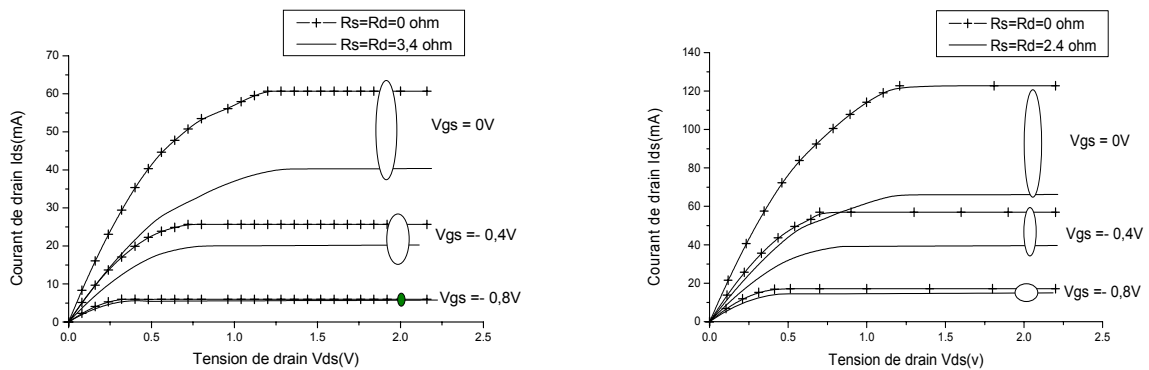 Rs=Rd=0 ohm
Rs=Rd=3,4 ohm
70
60
50
40
30
20
10
0
Courant de drain Ids(mA)
Vgs = 0V
Vgs =- 0,4V
Vgs =- 0,8V
0.0 0.5 1.0 1.5 2.0 2.5
Tension de drain Vds(V)
Rs=Rd=0 ohm
Rs=Rd=2.4 ohm
140
120
100
80
60
40
20
0
Courant de drain Ids(mA)
Vgs = 0V
Vgs =- 0,4V
Vgs =- 0,8V
0.0 0.5 1.0 1.5 2.0 2.5
Tension de drain Vds(v)